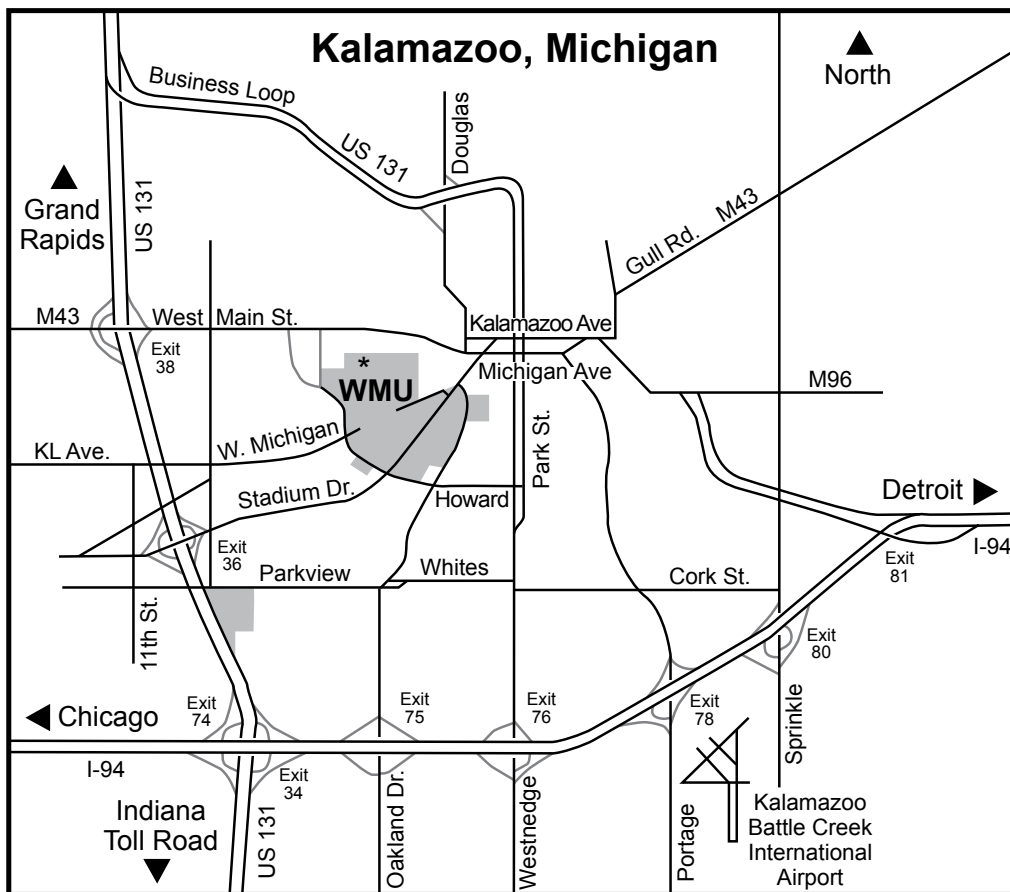 Kalamazoo, Michigan
North
Business Loop
US 131
Douglas
Gull Rd. M43
Grand
Rapids
US 131
M43
West Main St.
Exit
38
Kalamazoo Ave
Michigan Ave
*
WMU
M96
KL Ave.
W. Michigan
Park St.
Stadium Dr.
Howard
Detroit
I-94
Exit
36
Exit
81
Parkview
Whites
Cork St.
11th St.
Exit
80
Chicago
Exit
74
Exit
75
Exit
76
Exit
78
Sprinkle
I-94
Exit
34
Indiana
Toll Road
US 131
Oakland Dr.
Westnedge
Portage
Kalamazoo
Battle Creek
International
Airport